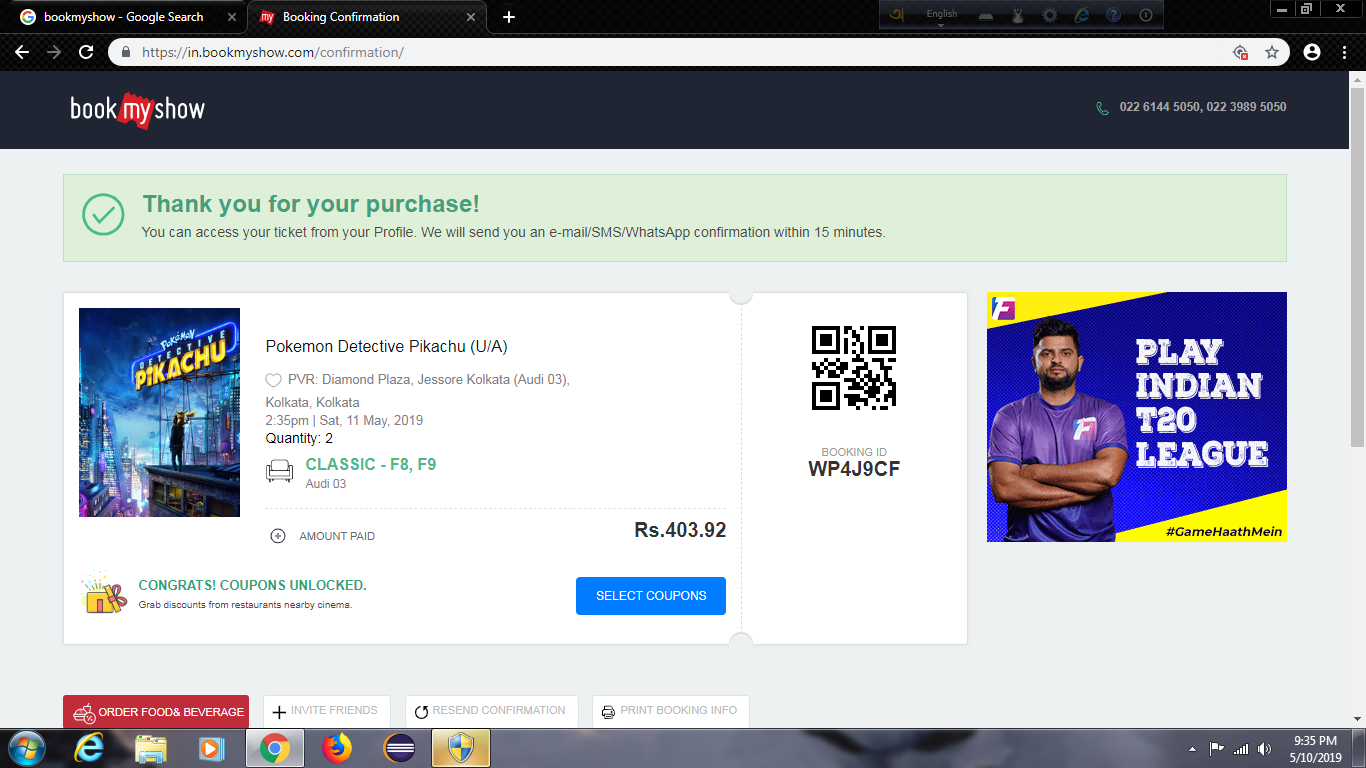 bookmyshow - Google Search
Booking Confirmation
English
https://in.bookmyshow.com/confirmation/
book my show
022 6144 5050, 022 3989 5050
Thank you for your purchase!
You can access your ticket from your Profile. We will send you an e-mail/SMS/WhatsApp confirmation within 15 minutes.
POKÉMON
DETECTIVE
PIKACHU
Pokemon Detective Pikachu (U/A)
PVR: Diamond Plaza, Jessore Kolkata (Audi 03),
Kolkata, Kolkata
2:35pm | Sat, 11 May, 2019
Quantity: 2
CLASSIC - F8, F9
Audi 03
AMOUNT PAID
Rs.403.92
CONGRATS! COUPONS UNLOCKED.
Grab discounts from restaurants nearby cinema.
SELECT COUPONS
BOOKING ID
WP4J9CF
PLAY
INDIAN
T20
LEAGUE
#GameHaathMein
ORDER FOOD& BEVERAGE
INVITE FRIENDS
RESEND CONFIRMATION
PRINT BOOKING INFO
9:35 PM
5/10/2019